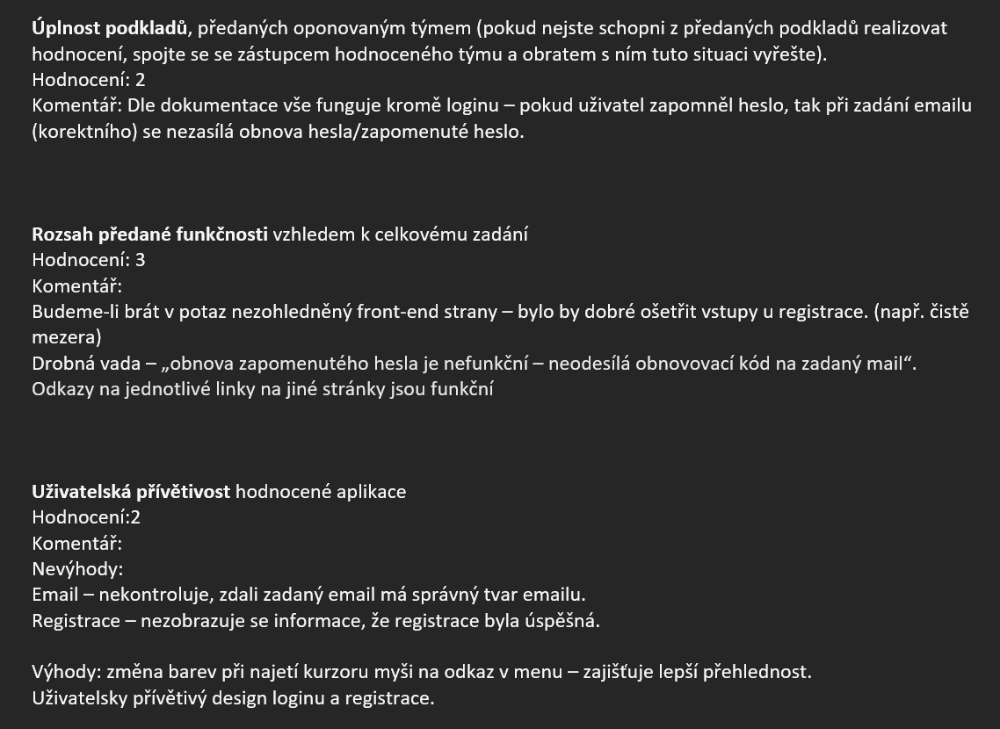 Úplnost podkladů, předaných oponovaným týmem (pokud nejste schopni z předaných podkladů realizovat
hodnocení, spojte se se zástupcem hodnoceného týmu a obratem s ním tuto situaci vyřešte).
Hodnocení: 2
Komentář: Dle dokumentace vše funguje kromě loginu – pokud uživatel zapomněl heslo, tak při zadání emailu
(korektního) se nezasílá obnova hesla/zapomenuté heslo.
Rozsah předané funkčnosti vzhledem k celkovému zadání
Hodnocení: 3
Komentář:
Budeme-li brát v potaz nezohledněný front-end strany – bylo by dobré ošetřit vstupy u registrace. (např. čistě
mezera)
Drobná vada – „obnova zapomenutého hesla je nefunkční – neodesílá obnovovací kód na zadaný mail“.
Odkazy na jednotlivé linky na jiné stránky jsou funkční
Uživatelská přívětivost hodnocené aplikace
Hodnocení:2
Komentář:
Nevýhody:
Email – nekontroluje, zdali zadaný email má správný tvar emailu.
Registrace – nezobrazuje se informace, že registrace byla úspěšná.
Výhody: změna barev při najetí kurzoru myši na odkaz v menu – zajišťuje lepší přehlednost.
Uživatelsky přívětivý design loginu a registrace.